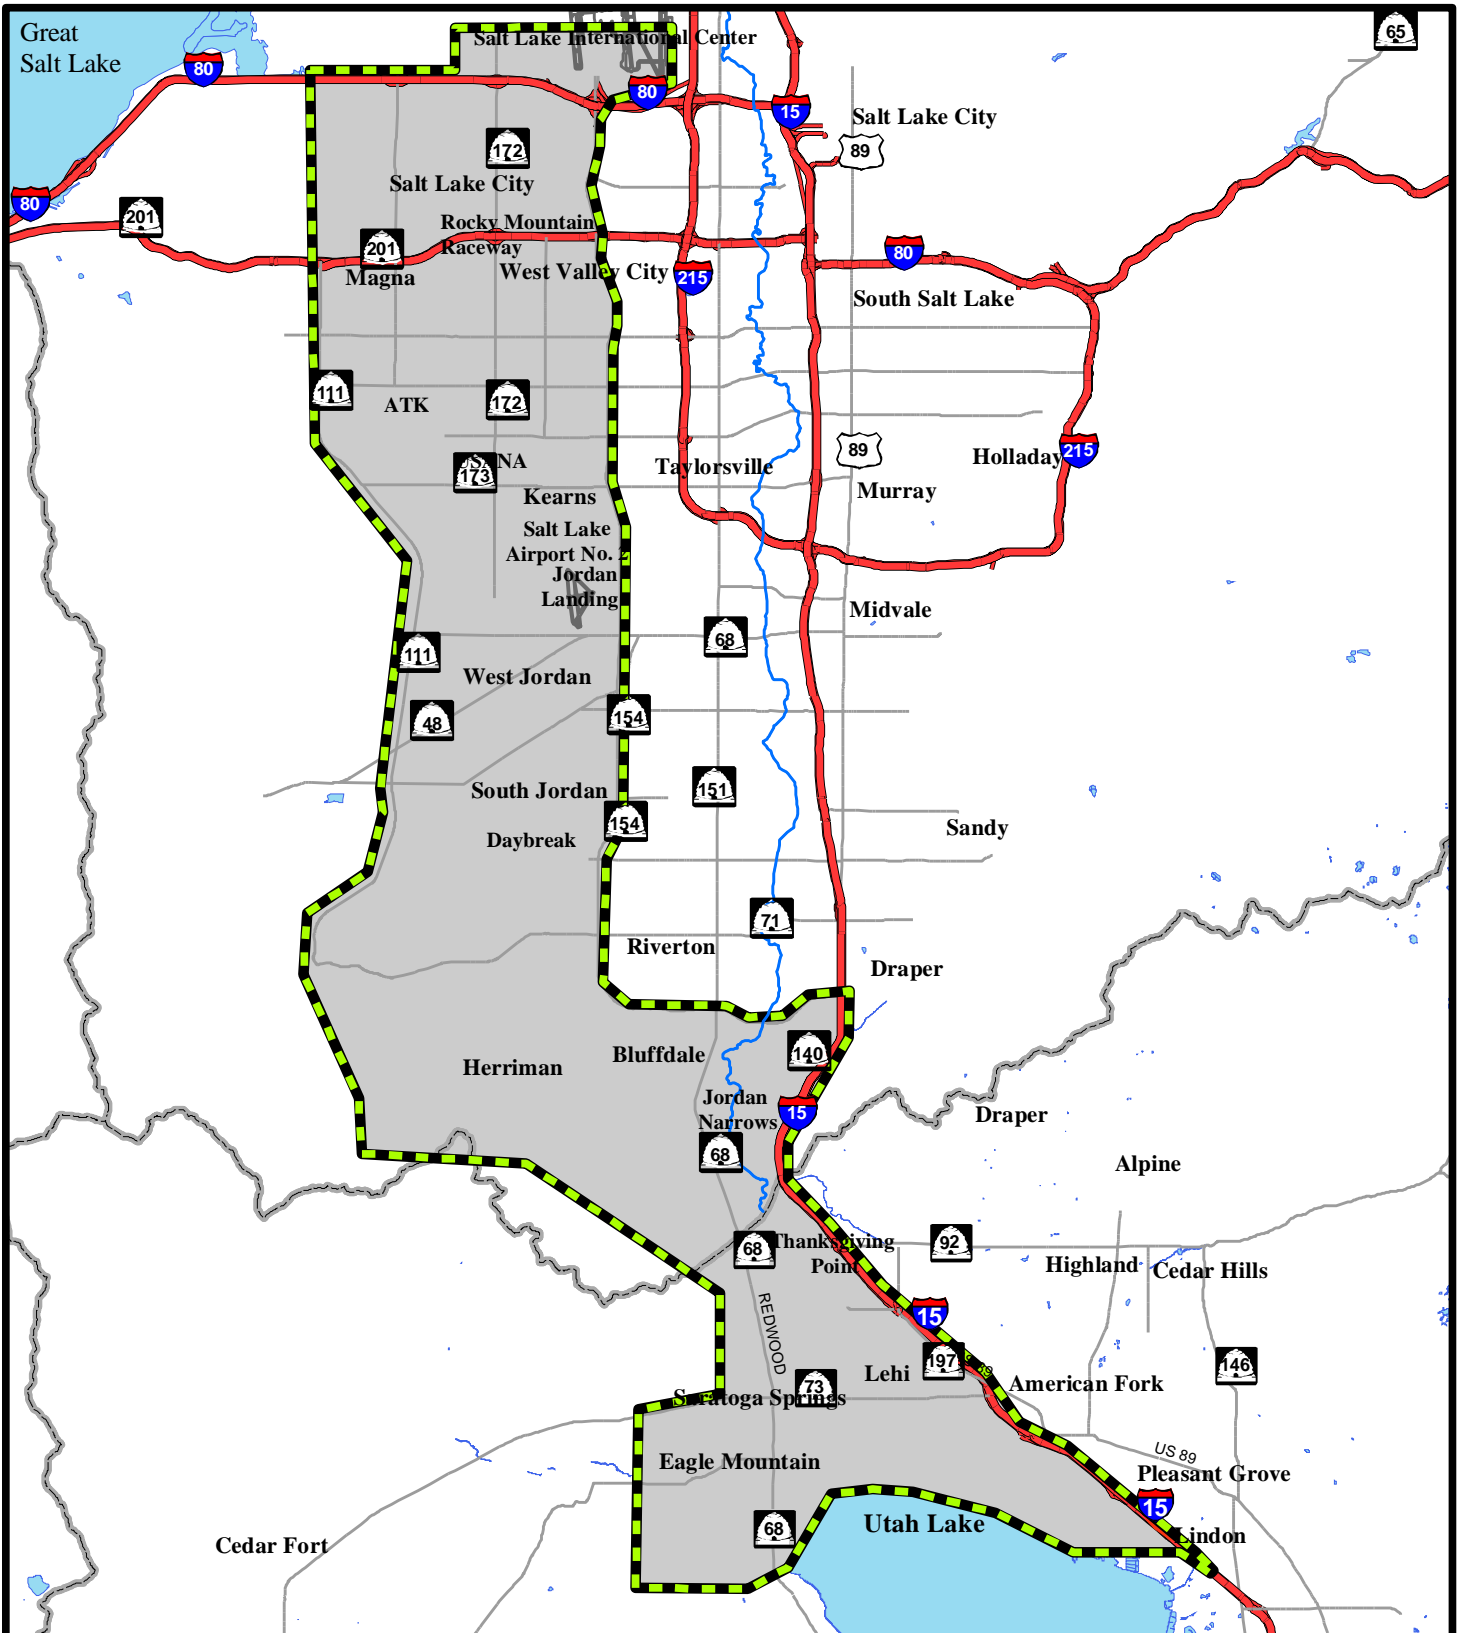 Great
Salt Lake
Salt Lake International Center
65
80
80
15
Salt Lake City
89
172
Salt Lake City
80
201
Rocky Mountain
Raceway
201
Magna
West Valley City
215
80
South Salt Lake
111
ATK
172
USANA
173
Kearns
Taylorsville
89
Murray
Holladay
215
Salt Lake
Airport No. 2
Jordan
Landing
Midvale
68
111
West Jordan
48
154
South Jordan
151
154
Daybreak
Sandy
71
Riverton
Draper
Bluffdale
140
Herriman
Jordan
Narrows
15
Draper
68
Alpine
68
Thanksgiving
Point
92
Highland
Cedar Hills
REDWOOD
15
197
89
146
Lehi
73
American Fork
Saratoga Springs
Eagle Mountain
US 89
Pleasant Grove
15
68
Utah Lake
Lindon
Cedar Fort